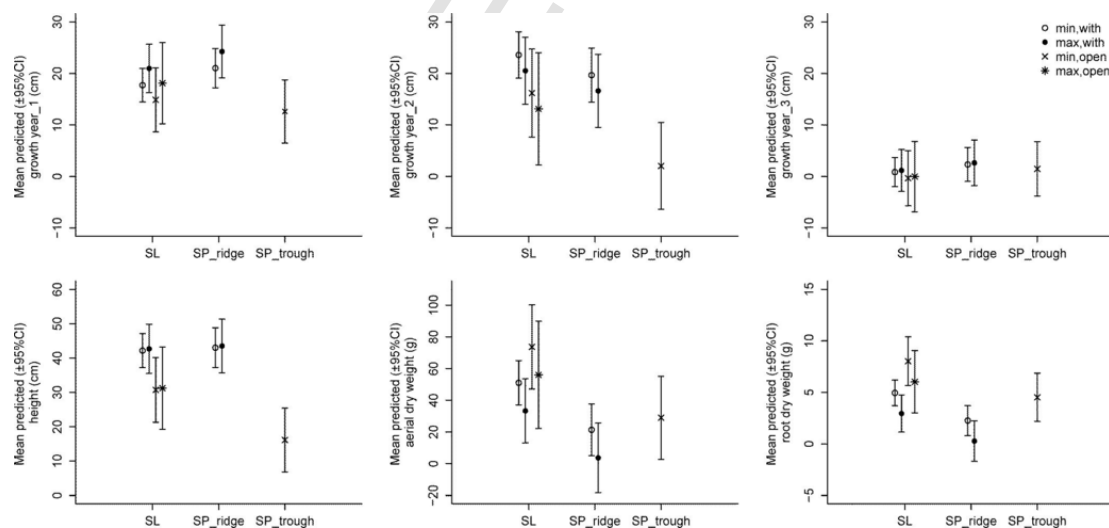 Mean predicted (±95%CI)
growth year_1 (cm)
30
20
10
0
−10
SL
SP_ridge
SP_trough
Mean predicted (±95%CI)
growth year_2 (cm)
30
20
10
0
−10
SL
SP_ridge
SP_trough
Mean predicted (±95%CI)
growth year_3 (cm)
30
20
10
0
−10
min,with
max,with
min,open
max,open
SL
SP_ridge
SP_trough
Mean predicted (±95%CI)
height (cm)
60
50
40
30
20
10
0
SL
SP_ridge
SP_trough
Mean predicted (±95%CI)
aerial dry weight (g)
100
80
60
40
20
0
−20
SL
SP_ridge
SP_trough
Mean predicted (±95%CI)
root dry weight (g)
15
10
5
0
−5
SL
SP_ridge
SP_trough